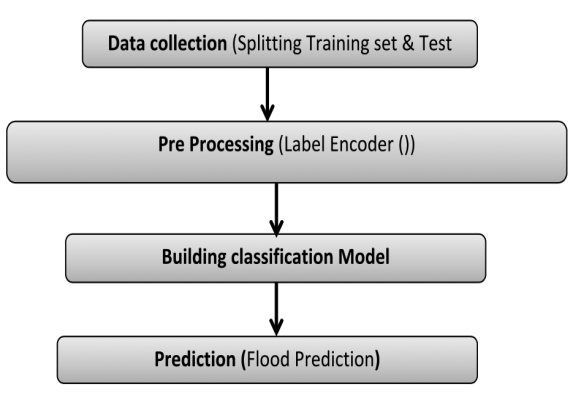 Data collection (Splitting Training set & Test
Pre Processing (Label Encoder ())
Building classification Model
Prediction (Flood Prediction)